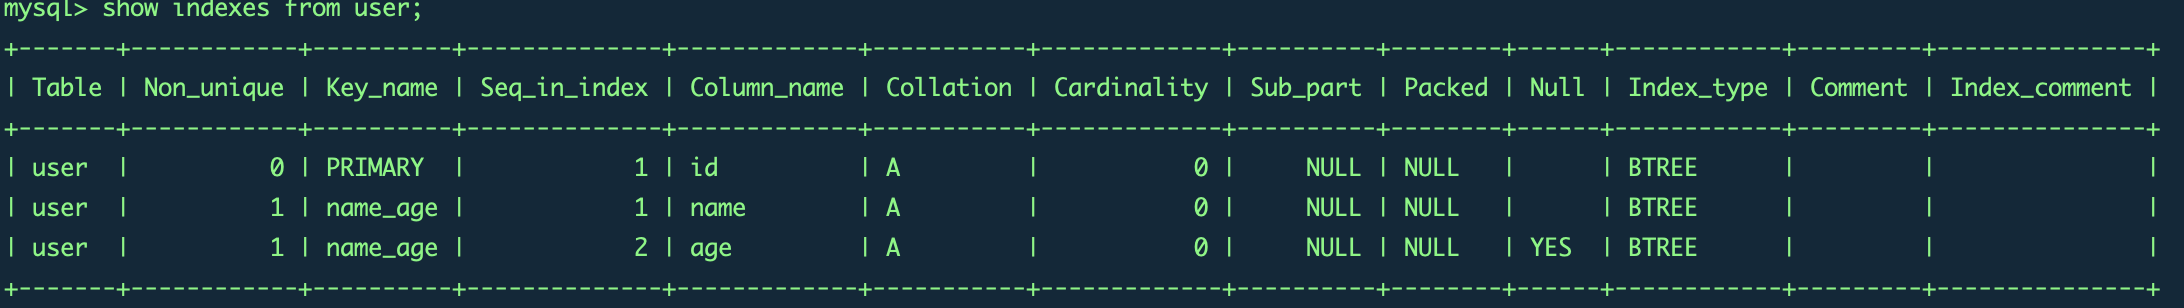 mysql> show indexes from user;
+-------+------------+----------+--------------+-------------+-----------+-------------+----------+--------+------+------------+---------+---------------+
| Table | Non_unique | Key_name | Seq_in_index | Column_name | Collation | Cardinality | Sub_part | Packed | Null | Index_type | Comment | Index_comment |
+-------+------------+----------+--------------+-------------+-----------+-------------+----------+--------+------+------------+---------+---------------+
| user  |          0 | PRIMARY  |            1 | id          | A         |           0 |     NULL | NULL   |      | BTREE      |         |               |
| user  |          1 | name_age |            1 | name        | A         |           0 |     NULL | NULL   |      | BTREE      |         |               |
| user  |          1 | name_age |            2 | age         | A         |           0 |     NULL | NULL   | YES  | BTREE      |         |               |
+-------+------------+----------+--------------+-------------+-----------+-------------+----------+--------+------+------------+---------+---------------+